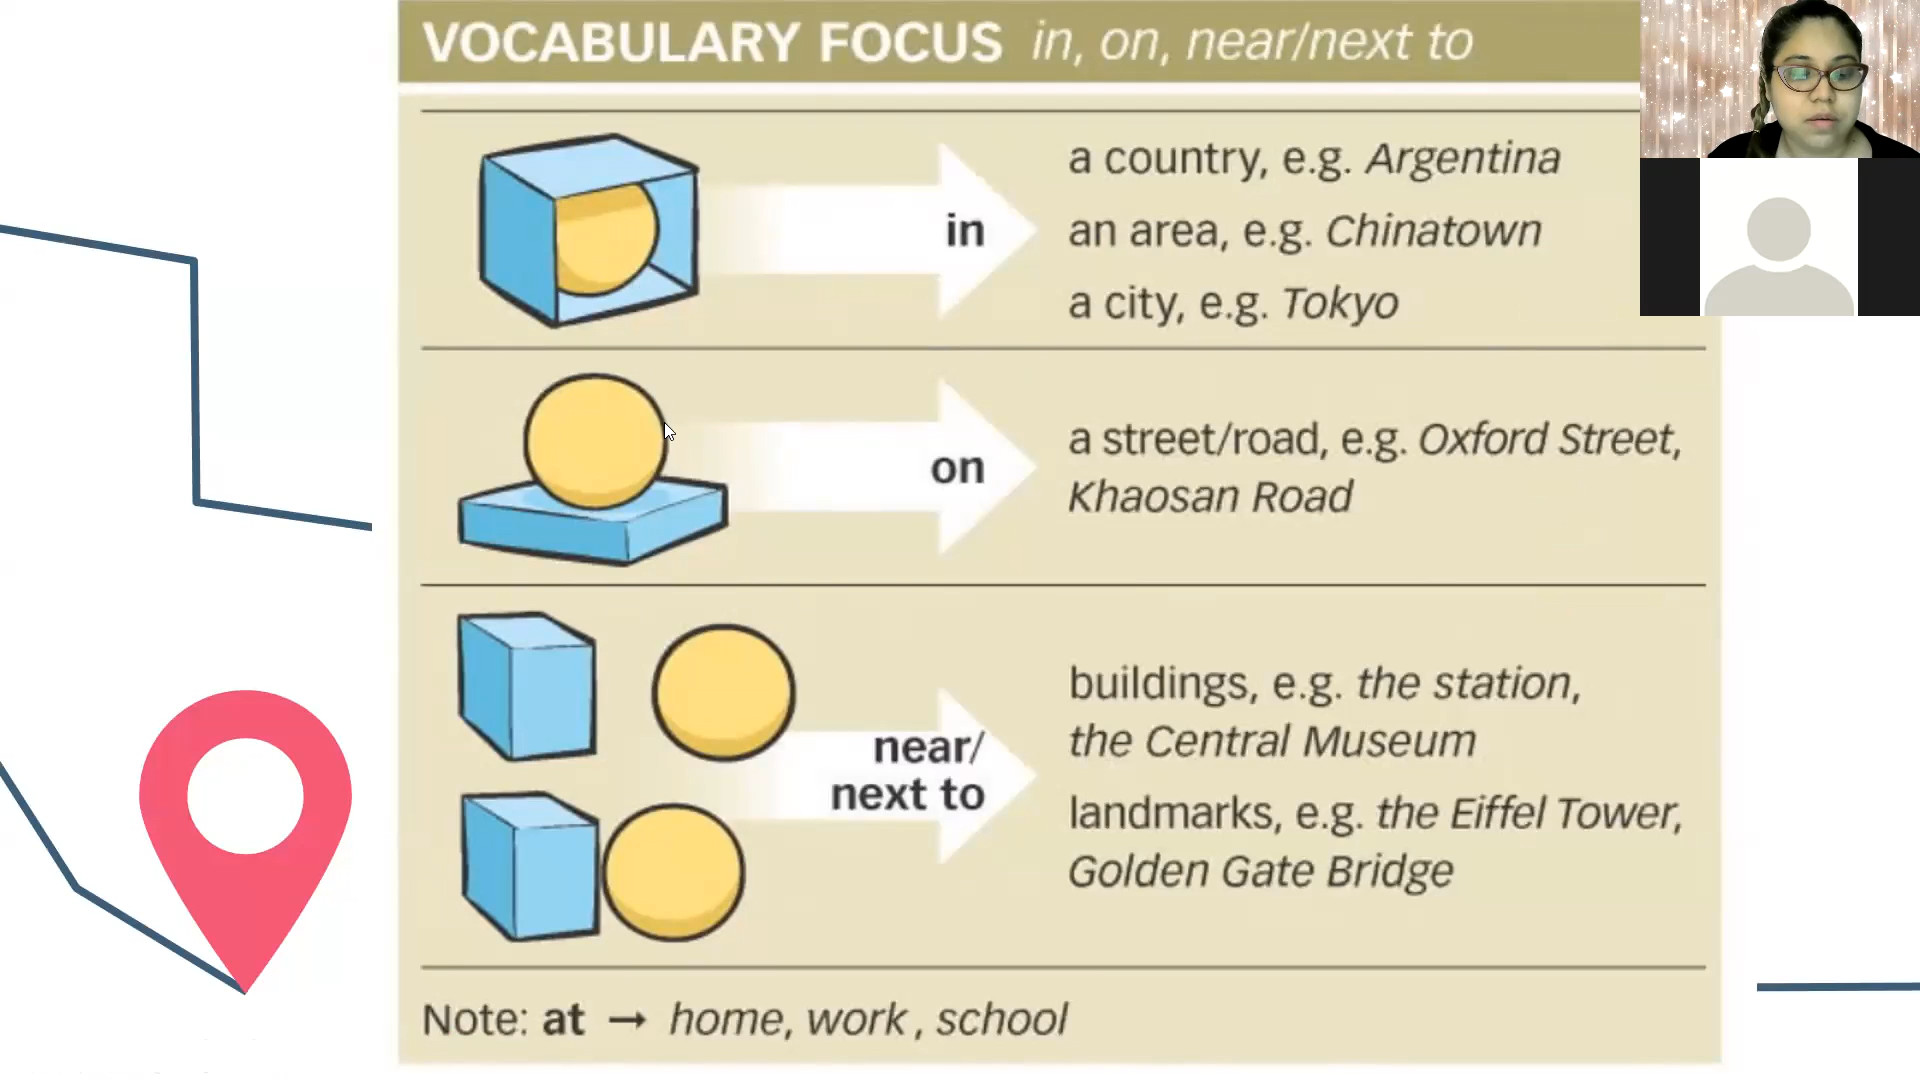 VOCABULARY FOCUS in, on, near/next to
in
a country, e.g. Argentina
an area, e.g. Chinatown
a city, e.g. Tokyo
on
a street/road, e.g. Oxford Street,
Khaosan Road
near/
next to
buildings, e.g. the station,
the Central Museum
landmarks, e.g. the Eiffel Tower,
Golden Gate Bridge
Note: at → home, work, school